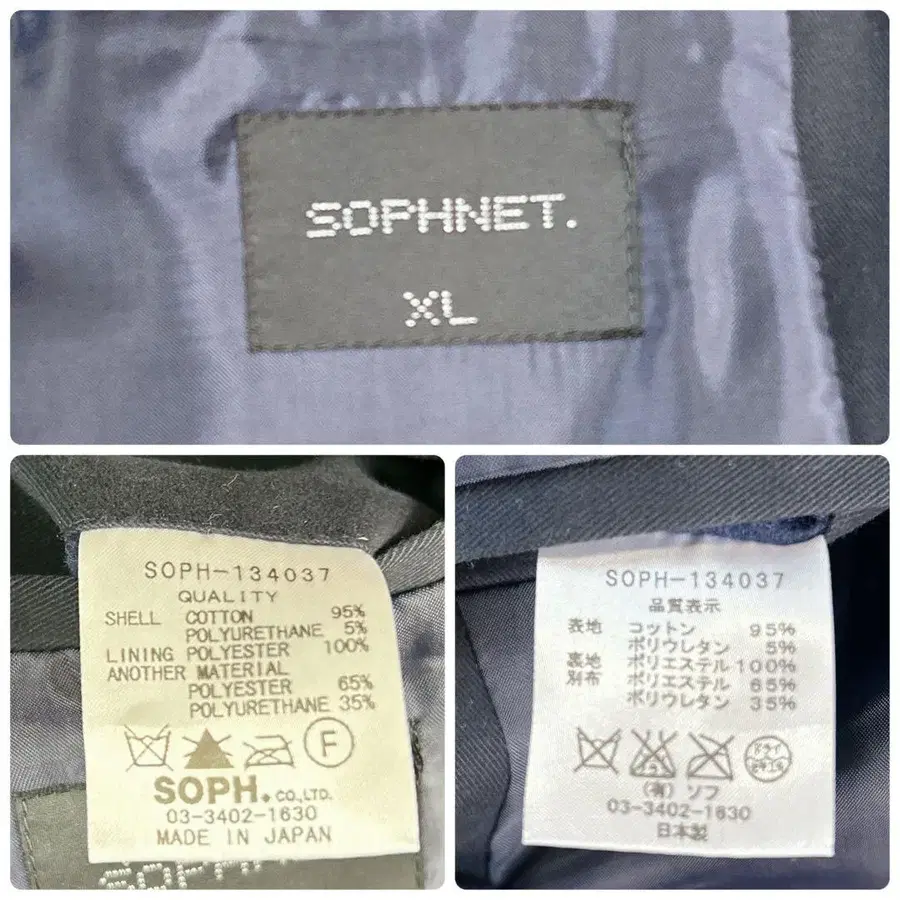 SOPHNET.
XL
SOPH-134037
QUALITY
SHELL COTTON 95%
POLYURETHANE 5%
LINING POLYESTER 100%
ANOTHER MATERIAL
POLYESTER 65%
POLYURETHANE 35%
F
SOPH. CO.,LTD.
03-3402-1630
MADE IN JAPAN
SOPH-134037
品質表示
表地 コットン 95%
ポリウレタン 5%
裏地 ポリエステル 100%
別布 ポリエステル 65%
ポリウレタン 35%
ドライ
(有) ソフ
03-3402-1630
日本製